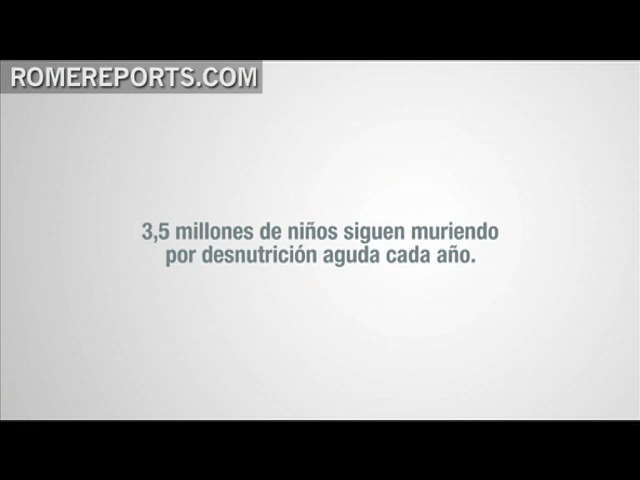 ROMEREPORTS.COM
3,5 millones de niños siguen muriendo
por desnutrición aguda cada año.